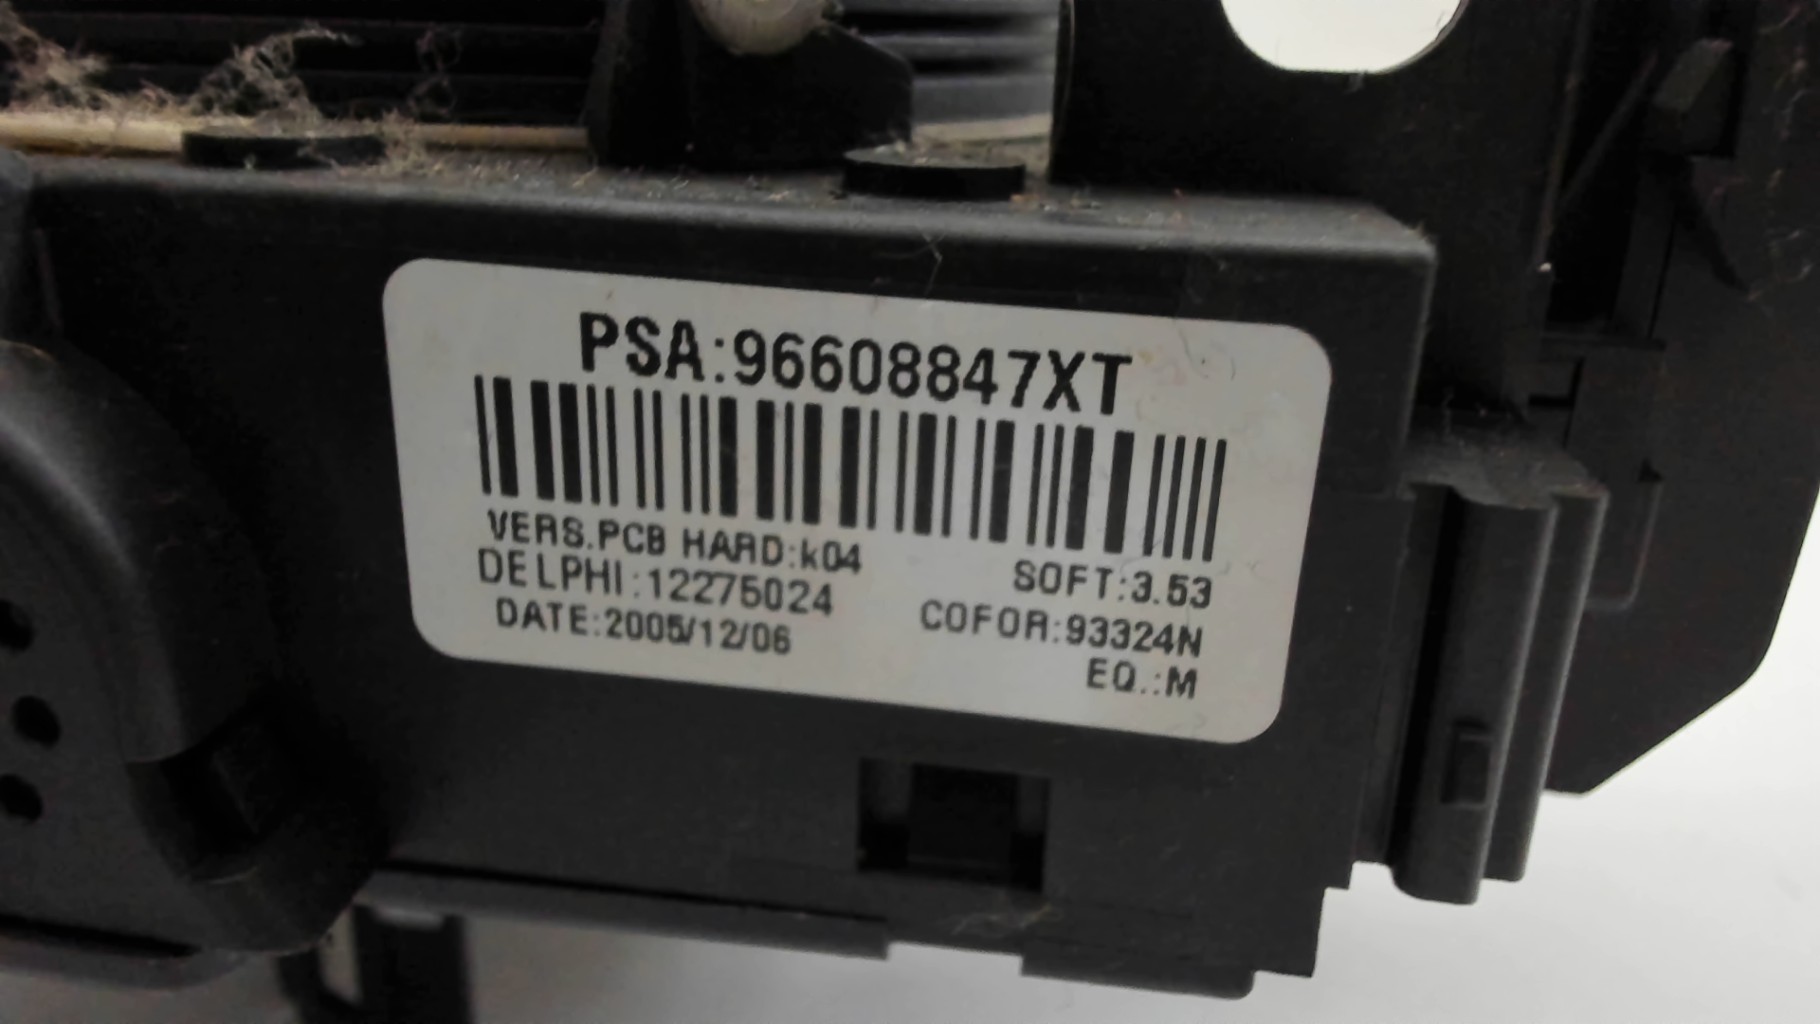 PSA:96608847XT
VERS.PCB HARD:k04
SOFT:3.53
DELPHI:12275024
COFOR:93324N
DATE:2005/12/06
EQ.:M